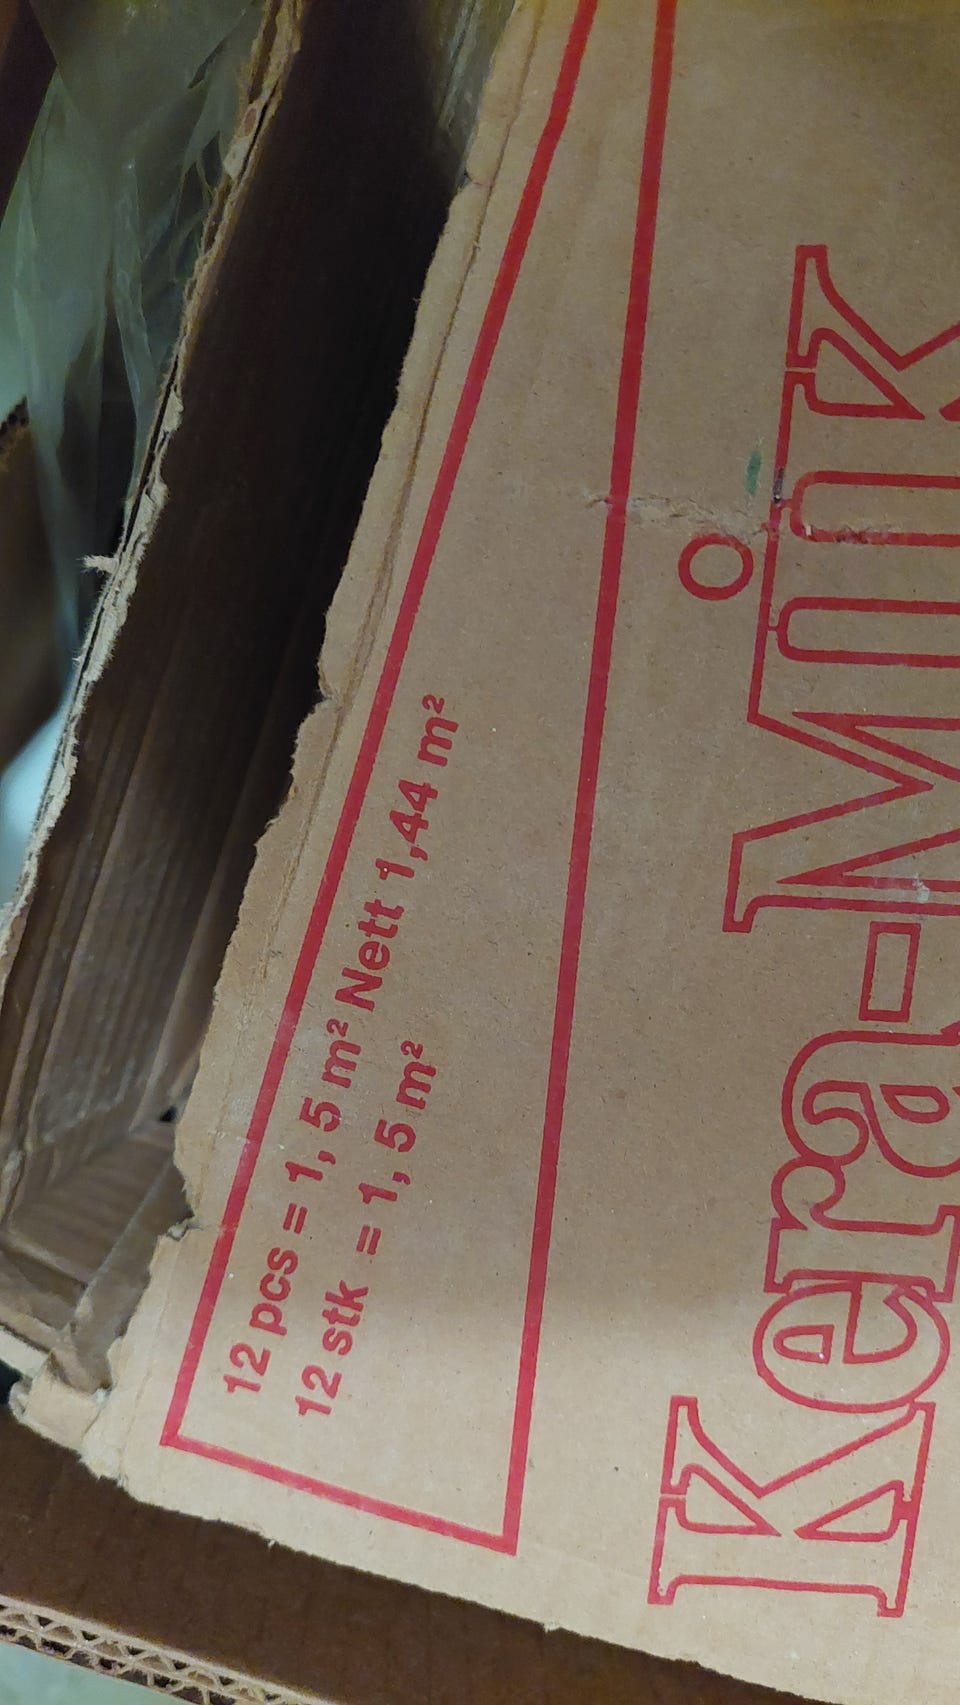 12 pcs = 1,5 m² Nett 1,44 m²
12 stk = 1,5 m²
Kera-Mik